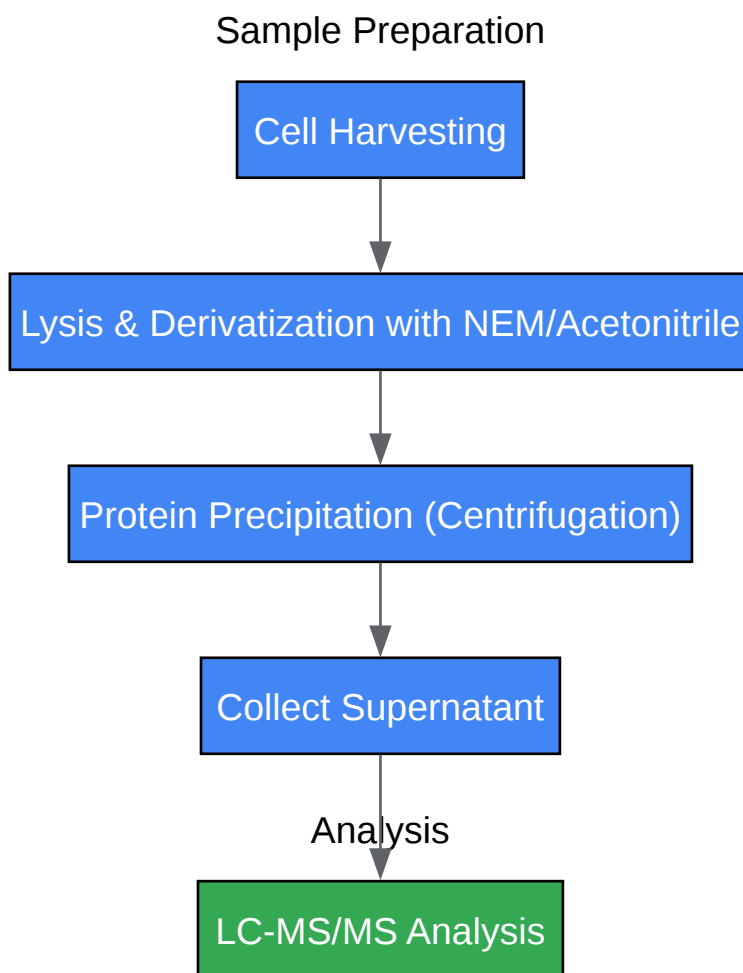 Sample Preparation
Cell Harvesting
Lysis & Derivatization with NEM/Acetonitrile
Protein Precipitation (Centrifugation)
Collect Supernatant
Analysis
LC-MS/MS Analysis